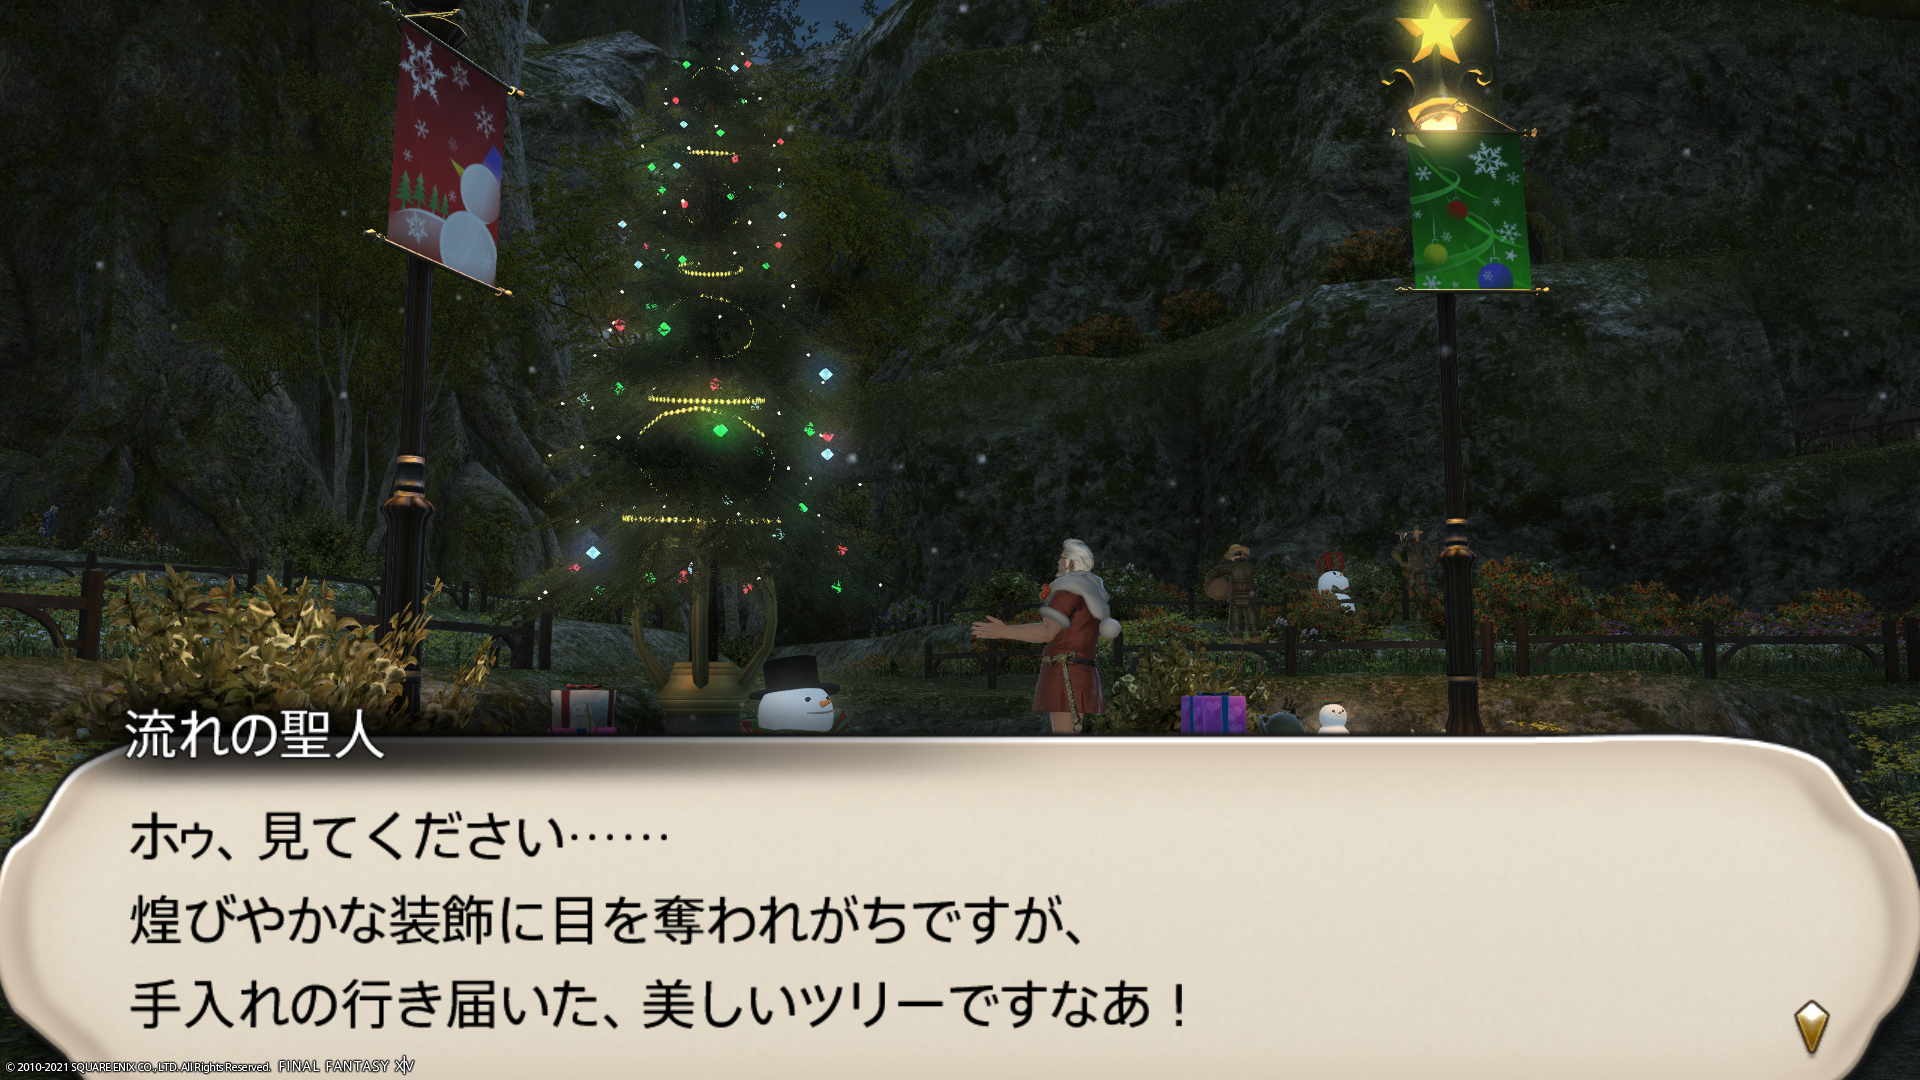 流れの聖人
ホゥ、見てください……
煌びやかな装飾に目を奪われがちですが、
手入れの行き届いた、美しいツリーですなあ！
© 2010-2021 SQUARE ENIX CO., LTD. All Rights Reserved. FINAL FANTASY XIV